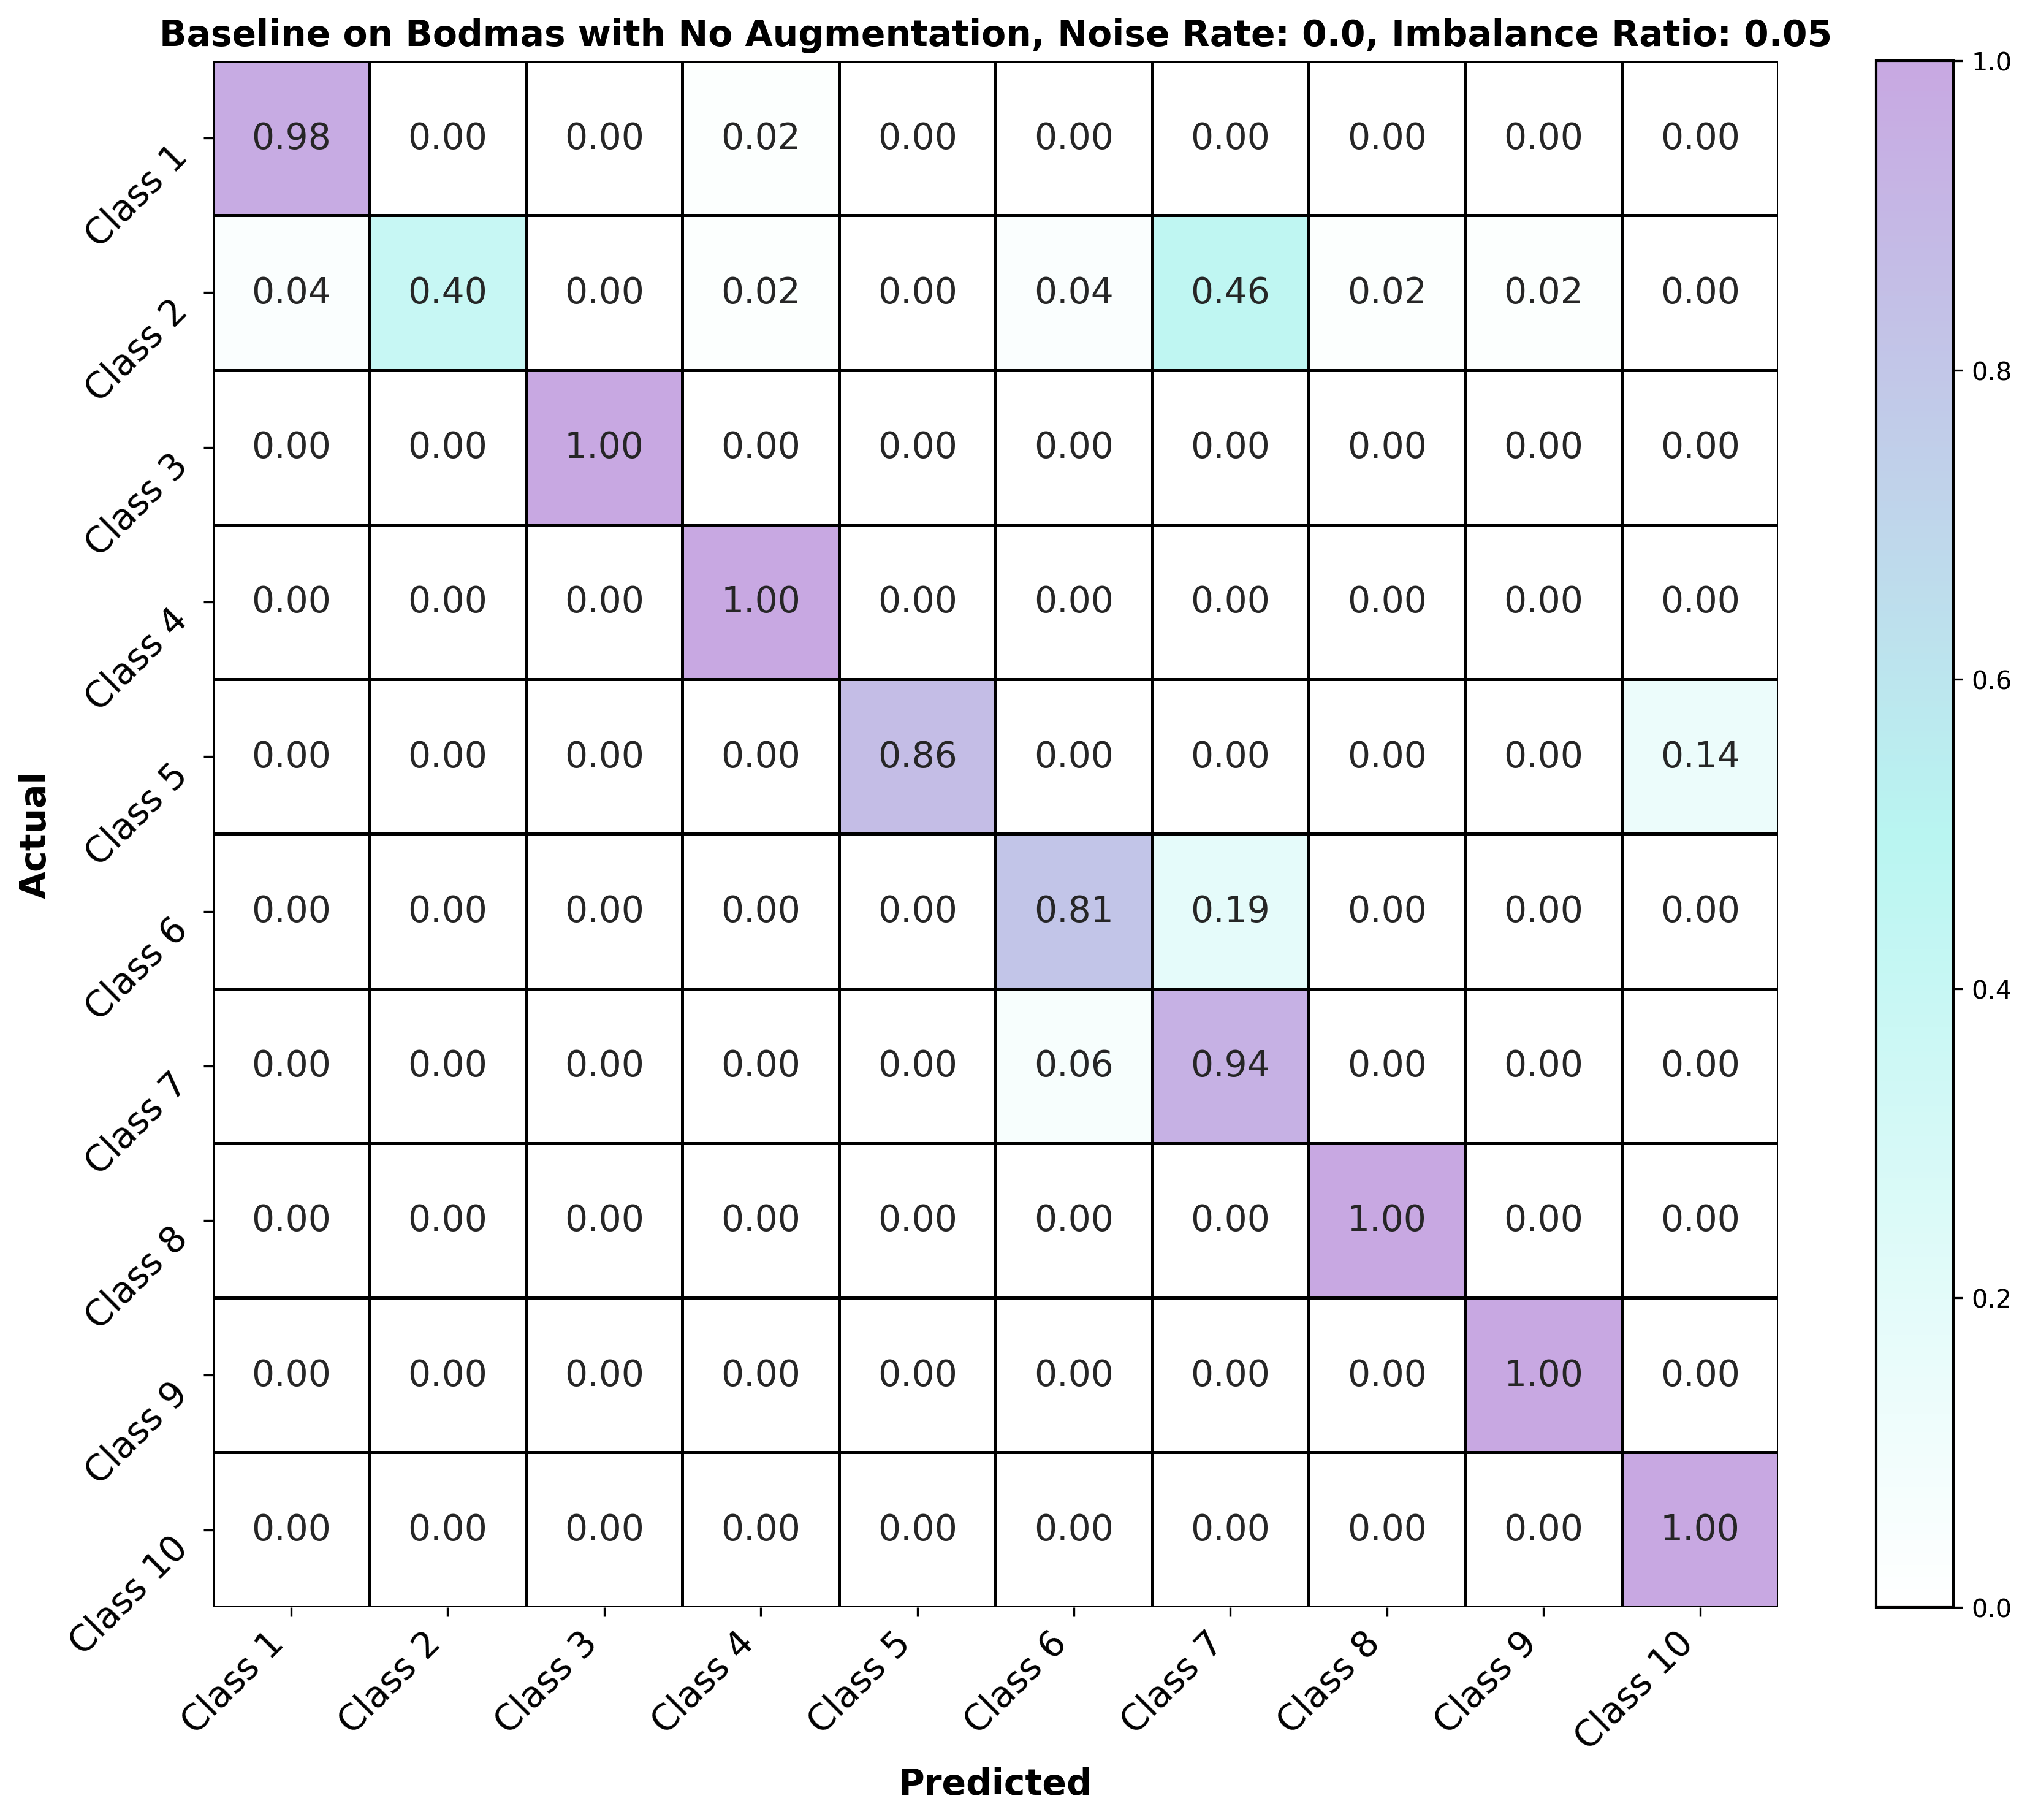 Baseline on Bodmas with No Augmentation, Noise Rate: 0.0, Imbalance Ratio: 0.05
Actual
Class 1 0.98 0.00 0.00 0.02 0.00 0.00 0.00 0.00 0.00 0.00
Class 2 0.04 0.40 0.00 0.02 0.00 0.04 0.46 0.02 0.02 0.00
Class 3 0.00 0.00 1.00 0.00 0.00 0.00 0.00 0.00 0.00 0.00
Class 4 0.00 0.00 0.00 1.00 0.00 0.00 0.00 0.00 0.00 0.00
Class 5 0.00 0.00 0.00 0.00 0.86 0.00 0.00 0.00 0.00 0.14
Class 6 0.00 0.00 0.00 0.00 0.00 0.81 0.19 0.00 0.00 0.00
Class 7 0.00 0.00 0.00 0.00 0.00 0.06 0.94 0.00 0.00 0.00
Class 8 0.00 0.00 0.00 0.00 0.00 0.00 0.00 1.00 0.00 0.00
Class 9 0.00 0.00 0.00 0.00 0.00 0.00 0.00 0.00 1.00 0.00
Class 10 0.00 0.00 0.00 0.00 0.00 0.00 0.00 0.00 0.00 1.00
Class 1 Class 2 Class 3 Class 4 Class 5 Class 6 Class 7 Class 8 Class 9 Class 10
Predicted
1.0
0.8
0.6
0.4
0.2
0.0